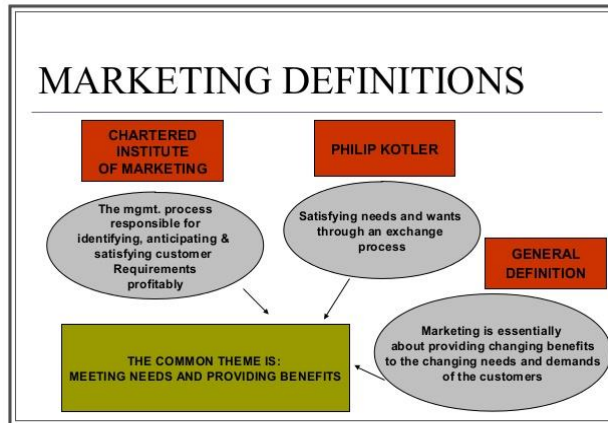 MARKETING DEFINITIONS
CHARTERED
INSTITUTE
OF MARKETING
The mgmt. process
responsible for
identifying, anticipating &
satisfying customer
Requirements
profitably
PHILIP KOTLER
Satisfying needs and wants
through an exchange
process
GENERAL
DEFINITION
Marketing is essentially
about providing changing benefits
to the changing needs and demands
of the customers
THE COMMON THEME IS:
MEETING NEEDS AND PROVIDING BENEFITS